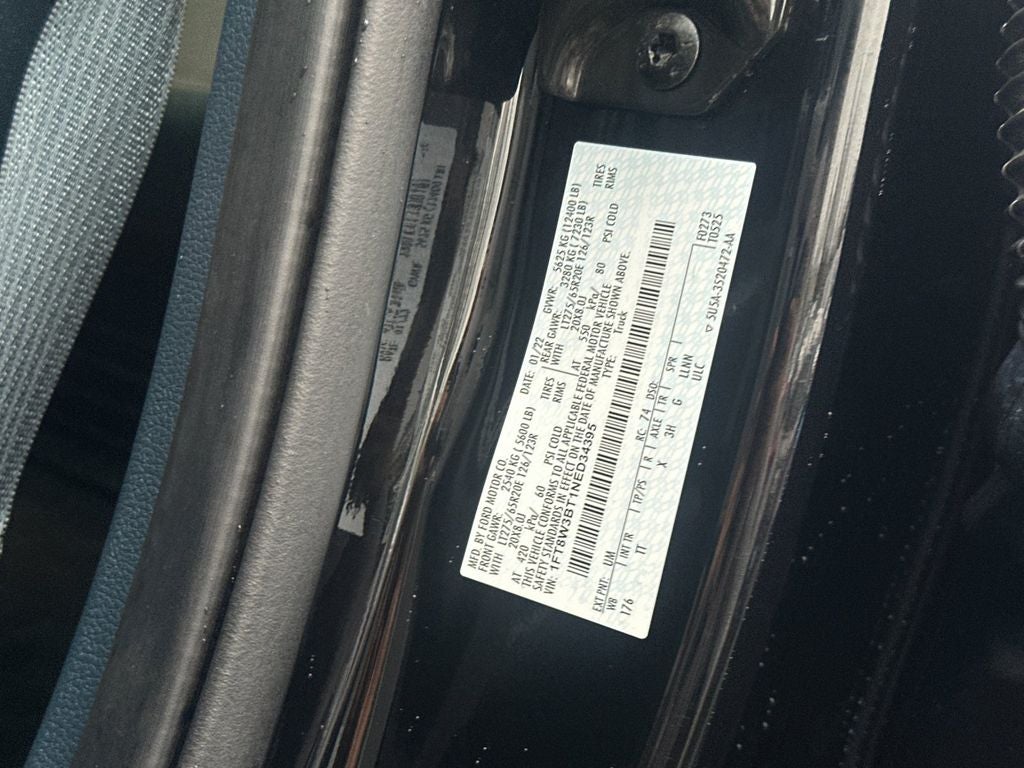 MFD. BY FORD MOTOR CO.
DATE: 01/22
GVWR: 5625 KG (12400 LB)
FRONT GAWR: 2540 KG (5600 LB)
REAR GAWR: 3280 KG (7230 LB)
WITH LT275/65R20E 126/123R TIRES
WITH LT275/65R20E 126/123R TIRES
20X8.0J RIMS
20X8.0J RIMS
AT 420 kPa/ 60 PSI COLD
AT 550 kPa/ 80 PSI COLD
THIS VEHICLE CONFORMS TO ALL APPLICABLE FEDERAL MOTOR VEHICLE
SAFETY STANDARDS IN EFFECT ON THE DATE OF MANUFACTURE SHOWN ABOVE.
VIN: 1FT8W3BT1NED34395
TYPE: Truck
EXT PNT: UM RC: 74 DSO:
WB INT TR TP/PS R AXLE TR SPR
176 TT X 3H G LLNN
ULC
F0273
T0525
▽ 5U5A-3520472-AA